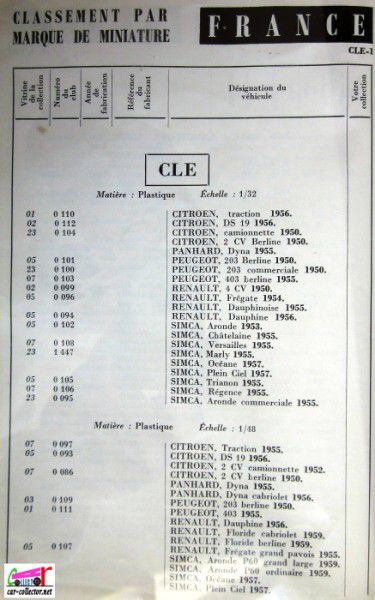 CLASSEMENT PAR
MARQUE DE MINIATURE
FRANCE
CLE-1
Vitrine de la collection
Numéro du club
Année de fabrication
Référence du fabricant
Désignation du véhicule
Votre collection
CLE
Matière : Plastique Échelle : 1/32
01 0 110 CITROEN, traction 1956.
02 0 112 CITROEN, DS 19 1956.
23 0 104 CITROEN, camionnette 1950.
CITROEN, 2 CV Berline 1950.
PANHARD, Dyna 1955.
05 0 101 PEUGEOT, 203 Berline 1950.
23 0 100 PEUGEOT, 203 commerciale 1950.
07 0 103 PEUGEOT, 403 berline 1955.
02 0 099 RENAULT, 4 CV 1950.
05 0 096 RENAULT, Frégate 1954.
RENAULT, Dauphinoise 1955.
05 0 094 RENAULT, Dauphine 1956.
05 0 102 SIMCA, Aronde 1953.
SIMCA, Châtelaine 1955.
07 0 108 SIMCA, Versailles 1955.
23 1 447 SIMCA, Marly 1955.
SIMCA, Océane 1957.
SIMCA, Plein Ciel 1957.
05 0 105 SIMCA, Trianon 1955.
07 0 106 SIMCA, Régence 1955.
23 0 095 SIMCA, Aronde commerciale 1955.
Matière : Plastique Échelle : 1/48
07 0 097 CITROEN, Traction 1955.
05 0 093 CITROEN, DS 19 1956.
CITROEN, 2 CV camionnette 1952.
07 0 086 CITROEN, 2 CV berline 1950.
PANHARD, Dyna 1955.
PANHARD, Dyna cabriolet 1956.
03 0 109 PEUGEOT, 203 berline 1950.
01 0 111 PEUGEOT, 403 1955.
RENAULT, Dauphine 1956.
RENAULT, Floride cabriolet 1959.
RENAULT, Floride berline 1959.
05 0 107 RENAULT, Frégate grand pavois 1955.
SIMCA, Aronde P60 grand large 1959.
SIMCA, Aronde P60 ordinaire 1959.
SIMCA, Océane 1957.
SIMCA, Plein Ciel 1957.
car-collector.net